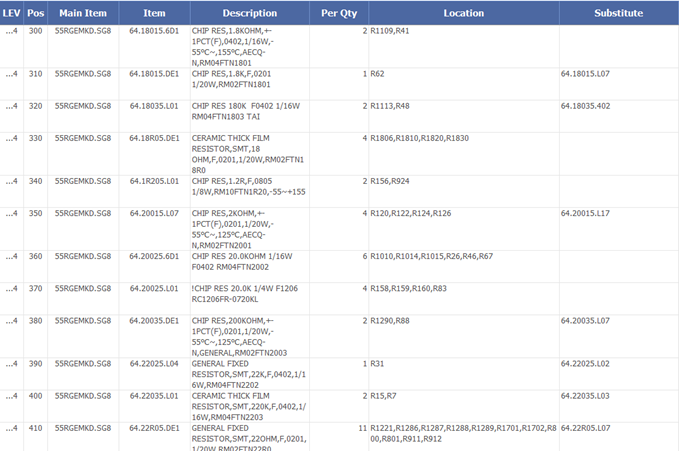 LEV Pos Main Item Item Description Per Qty Location Substitute
...4 300 55RGEMKD.SG8 64.18015.6D1 CHIP RES,1.8KOHM,+- 2 R1109,R41
1PCT(F),0402,1/16W,-
55ºC~,155ºC,AECQ-
N,RM04FTN1801
...4 310 55RGEMKD.SG8 64.18015.DE1 CHIP RES,1.8K,F,0201 1 R62 64.18015.L07
1/20W,RM02FTN1801
...4 320 55RGEMKD.SG8 64.18035.L01 CHIP RES 180K F0402 1/16W 2 R1113,R48 64.18035.402
RM04FTN1803 TAI
...4 330 55RGEMKD.SG8 64.18R05.DE1 CERAMIC THICK FILM 4 R1806,R1810,R1820,R1830
RESISTOR,SMT,18
OHM,F,0201,1/20W,RM02FTN1
8R0
...4 340 55RGEMKD.SG8 64.1R205.L01 CHIP RES,1.2R,F,0805 2 R156,R924
1/8W,RM10FTN1R20,-55~+155
...4 350 55RGEMKD.SG8 64.20015.L07 CHIP RES,2KOHM,+- 4 R120,R122,R124,R126 64.20015.L17
1PCT(F),0201,1/20W,-
55ºC~,125ºC,AECQ-
N,RM02FTN2001
...4 360 55RGEMKD.SG8 64.20025.6D1 CHIP RES 20.0KOHM 1/16W 6 R1010,R1014,R1015,R26,R46,R67
F0402 RM04FTN2002
...4 370 55RGEMKD.SG8 64.20025.L01 !CHIP RES 20.0K 1/4W F1206 4 R158,R159,R160,R83
RC1206FR-0720KL
...4 380 55RGEMKD.SG8 64.20035.DE1 CHIP RES,200KOHM,+- 2 R1290,R88 64.20035.L07
1PCT(F),0201,1/20W,-
55ºC~,125ºC,AECQ-
N,GENERAL,RM02FTN2003
...4 390 55RGEMKD.SG8 64.22025.L04 GENERAL FIXED 1 R31 64.22025.L02
RESISTOR,SMT,22K,F,0402,1/1
6W,RM04FTN2202
...4 400 55RGEMKD.SG8 64.22035.L01 CERAMIC THICK FILM 2 R15,R7 64.22035.L03
RESISTOR,SMT,220K,F,0402,1/
16W,RM04FTN2203
...4 410 55RGEMKD.SG8 64.22R05.DE1 GENERAL FIXED 11 R1221,R1286,R1287,R1288,R1289,R1701,R1702,R8 64.22R05.L07
RESISTOR,SMT,22OHM,F,0201, 00,R801,R911,R912
1/20W,RM02FTN22R0